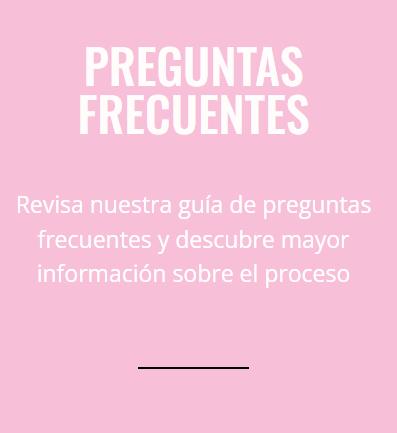 PREGUNTAS
FRECUENTES
Revisa nuestra guía de preguntas
frecuentes y descubre mayor
información sobre el proceso